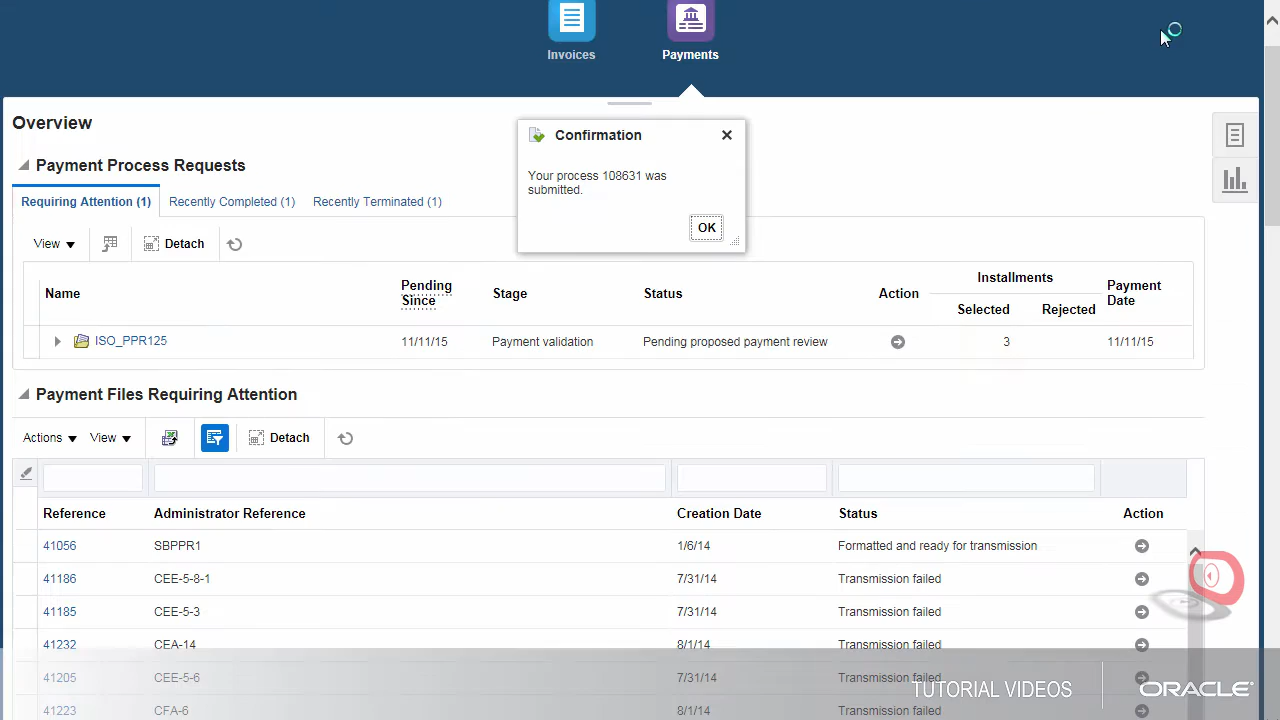 Invoices
Payments
Overview
Confirmation
Your process 108631 was
submitted.
OK
Payment Process Requests
Requiring Attention (1)
Recently Completed (1)
Recently Terminated (1)
View
Detach
Name
Pending
Since
Stage
Status
Action
Installments
Selected
Rejected
Payment
Date
ISO_PPR125
11/11/15
Payment validation
Pending proposed payment review
3
11/11/15
Payment Files Requiring Attention
Actions
View
Detach
Reference
Administrator Reference
Creation Date
Status
Action
41056
SBPPR1
1/6/14
Formatted and ready for transmission
41186
CEE-5-8-1
7/31/14
Transmission failed
41185
CEE-5-3
7/31/14
Transmission failed
41232
CEA-14
8/1/14
Transmission failed
41205
CEE-5-6
7/31/14
Transmission failed
41223
CFA-6
8/1/14
Transmission failed
TUTORIAL VIDEOS
ORACLE